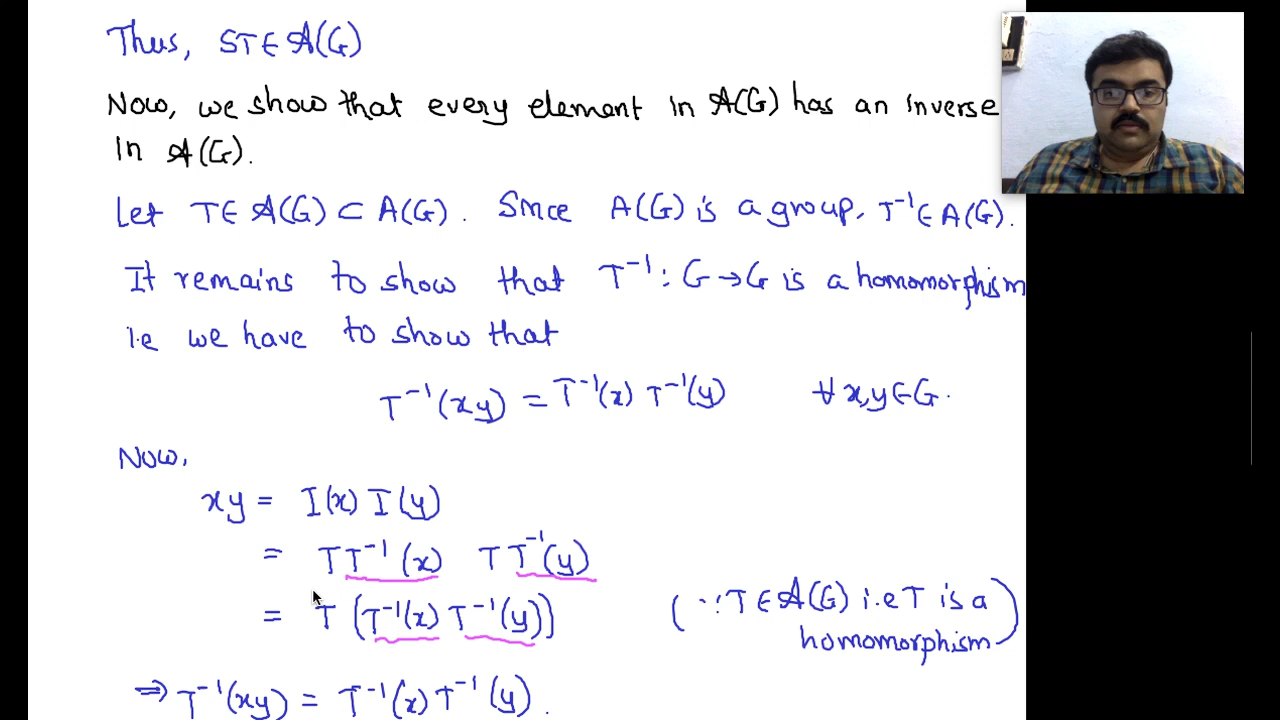 Thus, ST ∈ 𝒜(G)
Now, we show that every element in 𝒜(G) has an inverse
in 𝒜(G).
Let T ∈ 𝒜(G) ⊂ A(G). Since A(G) is a group, T⁻¹ ∈ A(G).
It remains to show that T⁻¹ : G → G is a homomorphism
i.e we have to show that
T⁻¹(xy) = T⁻¹(x) T⁻¹(y) ∀ x,y ∈ G.
Now,
xy = I(x) I(y)
= TT⁻¹(x) TT⁻¹(y)
= T(T⁻¹(x) T⁻¹(y)) (∵ T ∈ 𝒜(G) i.e T is a
homomorphism)
⇒ T⁻¹(xy) = T⁻¹(x) T⁻¹(y).